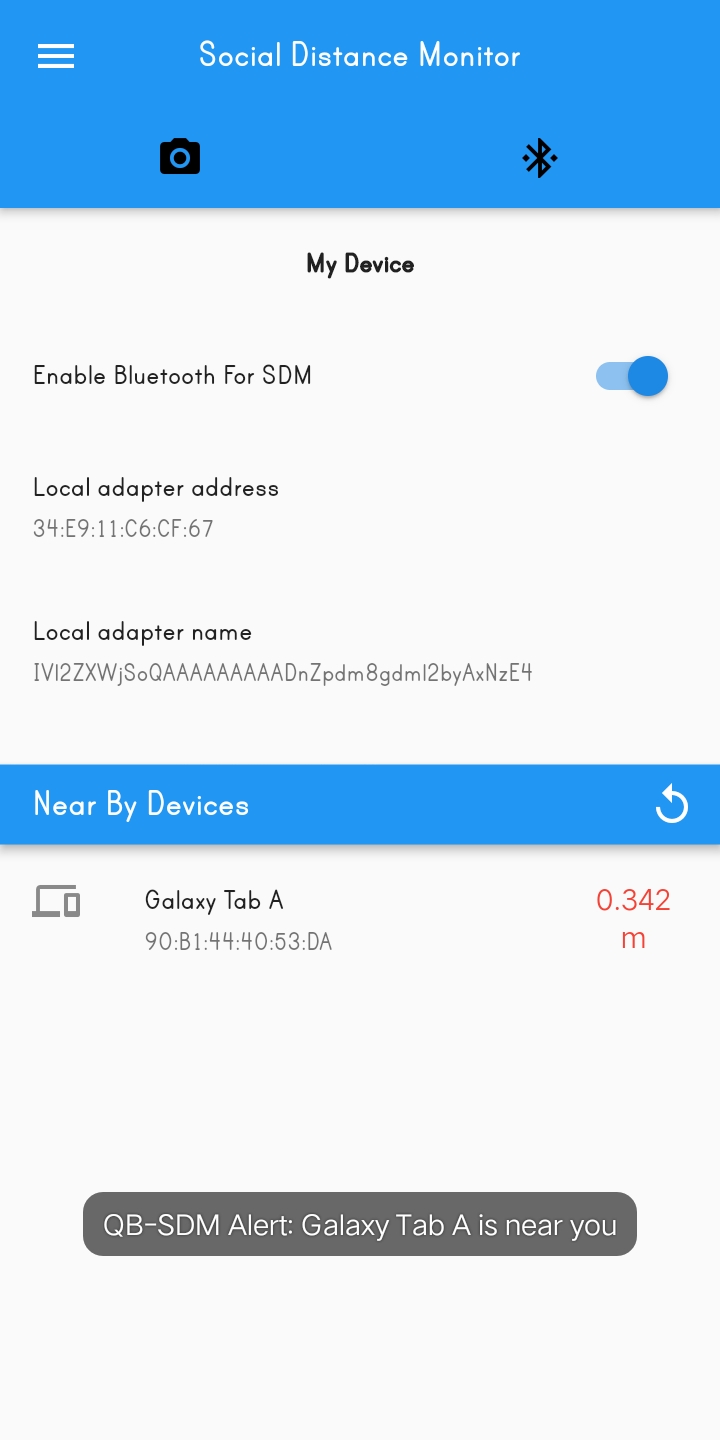 Social Distance Monitor
My Device
Enable Bluetooth For SDM
Local adapter address
34:E9:11:C6:CF:67
Local adapter name
IVI2ZXWjSoQAAAAAAAAADnZpdm8gdmI2byAxNzE4
Near By Devices
Galaxy Tab A
90:B1:44:40:53:DA
0.342
m
QB-SDM Alert: Galaxy Tab A is near you